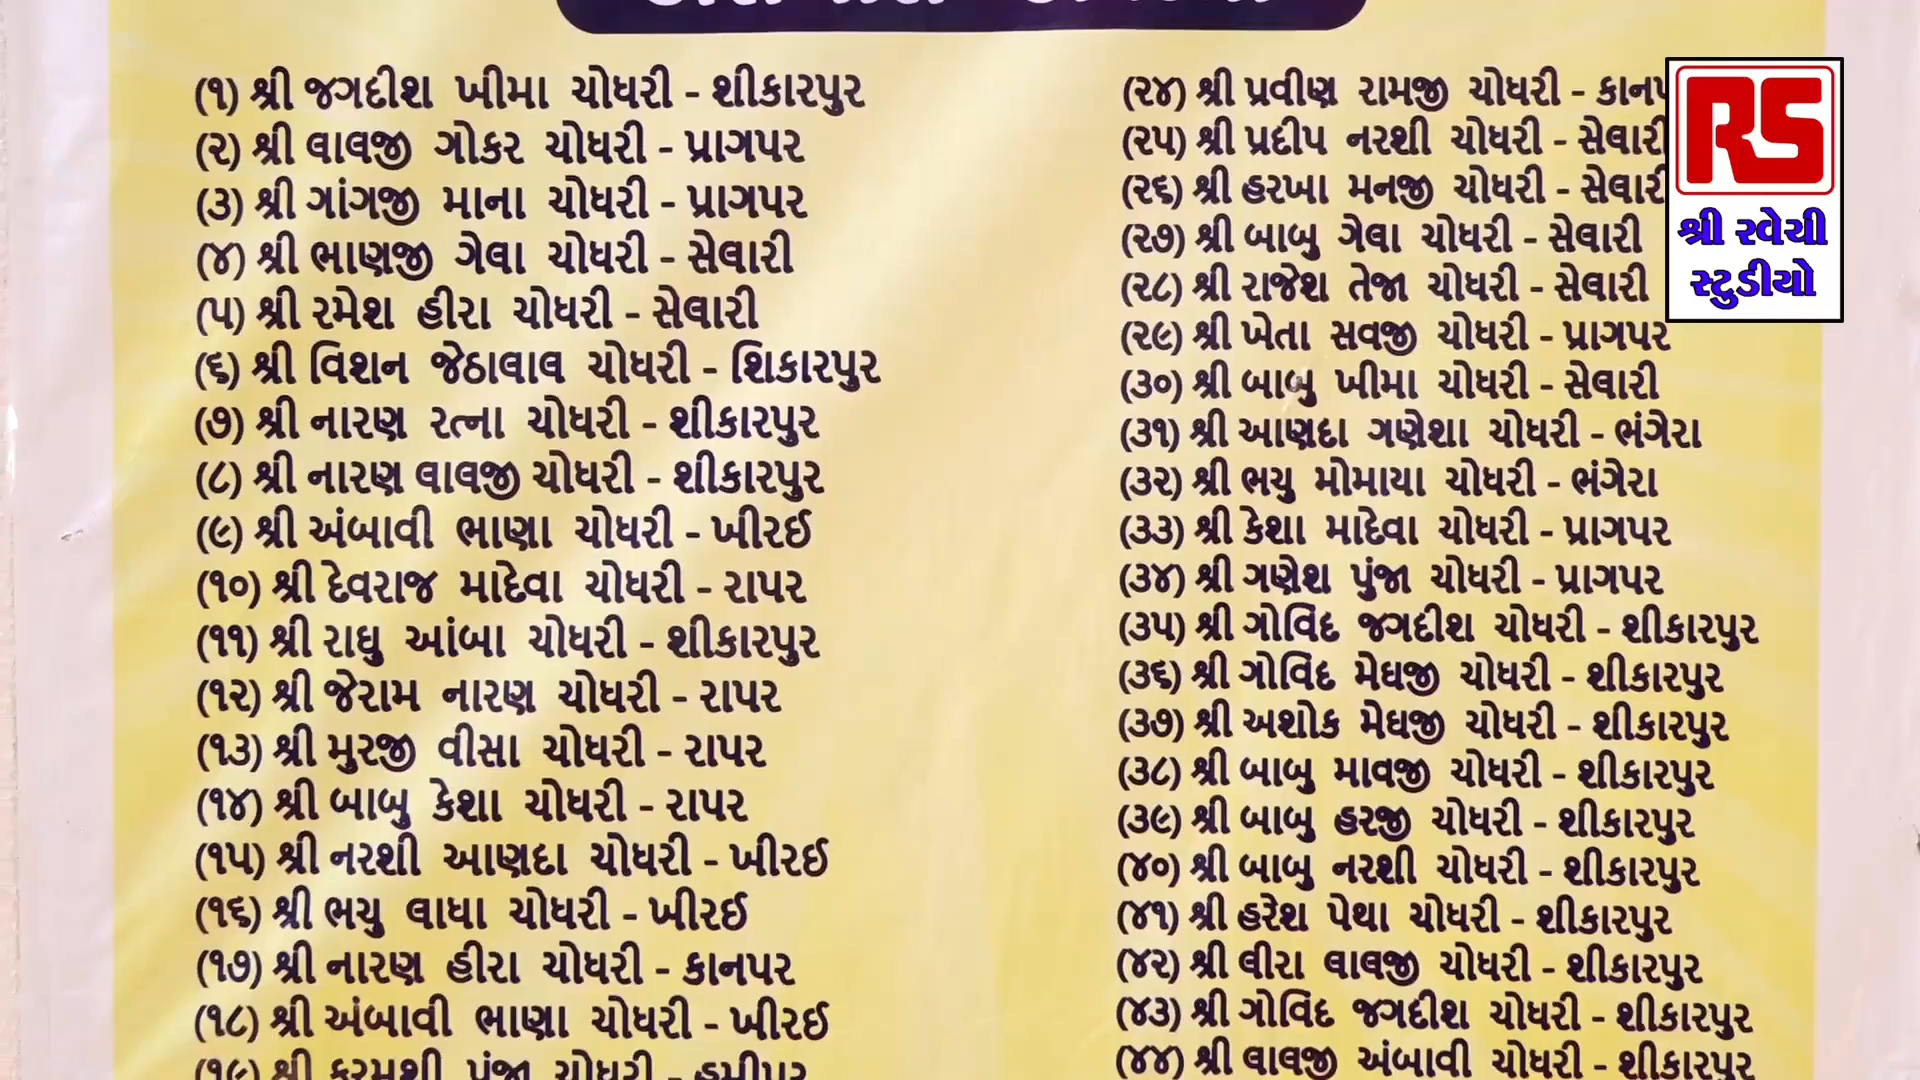 (૧) શ્રી જગદીશ ખીમા ચોધરી - શીકારપુર
(૨) શ્રી લાલજી ગોકર ચોધરી - પ્રાગપર
(૩) શ્રી ગાંગજી માના ચોધરી - પ્રાગપર
(૪) શ્રી ભાણજી ગેલા ચોધરી - સેલારી
(૫) શ્રી રમેશ હીરા ચોધરી - સેલારી
(૬) શ્રી વિશન જેઠાલાલ ચોધરી - શિકારપુર
(૭) શ્રી નારણ રત્ના ચોધરી - શીકારપુર
(૮) શ્રી નારણ લાલજી ચોધરી - શીકારપુર
(૯) શ્રી અંબાવી ભાણા ચોધરી - ખીરઈ
(૧૦) શ્રી દેવરાજ માદેવા ચોધરી - રાપર
(૧૧) શ્રી રાઘુ આંબા ચોધરી - શીકારપુર
(૧૨) શ્રી જેરામ નારણ ચોધરી - રાપર
(૧૩) શ્રી મુરજી વીસા ચોધરી - રાપર
(૧૪) શ્રી બાબુ કેશા ચોધરી - રાપર
(૧૫) શ્રી નરશી આણદા ચોધરી - ખીરઈ
(૧૬) શ્રી ભચુ લાધા ચોધરી - ખીરઈ
(૧૭) શ્રી નારણ હીરા ચોધરી - કાનપર
(૧૮) શ્રી અંબાવી ભાણા ચોધરી - ખીરઈ
(૧૯) શ્રી કરમશી પુંજા ચોધરી - હમીપર
(૨૪) શ્રી પ્રવીણ રામજી ચોધરી -
(૨૫) શ્રી પ્રદીપ નરશી ચોધરી - સેલારી
(૨૬) શ્રી હરખા મનજી ચોધરી - સેલારી
(૨૭) શ્રી બાબુ ગેલા ચોધરી - સેલારી
(૨૮) શ્રી રાજેશ તેજા ચોધરી - સેલારી
(૨૯) શ્રી ખેતા સવજી ચોધરી - પ્રાગપર
(૩૦) શ્રી બાબુ ખીમા ચોધરી - સેલારી
(૩૧) શ્રી આણદા ગણેશા ચોધરી - ભંગેરા
(૩૨) શ્રી ભચુ મોમાયા ચોધરી - ભંગેરા
(૩૩) શ્રી કેશા માદેવા ચોધરી - પ્રાગપર
(૩૪) શ્રી ગણેશ પુંજા ચોધરી - પ્રાગપર
(૩૫) શ્રી ગોવિંદ જગદીશ ચોધરી - શીકારપુર
(૩૬) શ્રી ગોવિંદ મેઘજી ચોધરી - શીકારપુર
(૩૭) શ્રી અશોક મેઘજી ચોધરી - શીકારપુર
(૩૮) શ્રી બાબુ માવજી ચોધરી - શીકારપુર
(૩૯) શ્રી બાબુ હરજી ચોધરી - શીકારપુર
(૪૦) શ્રી બાબુ નરશી ચોધરી - શીકારપુર
(૪૧) શ્રી હરેશ પેથા ચોધરી - શીકારપુર
(૪૨) શ્રી લીરા લાલજી ચોધરી - શીકારપુર
(૪૩) શ્રી ગોવિંદ જગદીશ ચોધરી - શીકારપુર
(૪૪) શ્રી લાલજી અંબાવી ચોધરી - શીકારપુર
RS
શ્રી રવેચી
સ્ટુડીયો